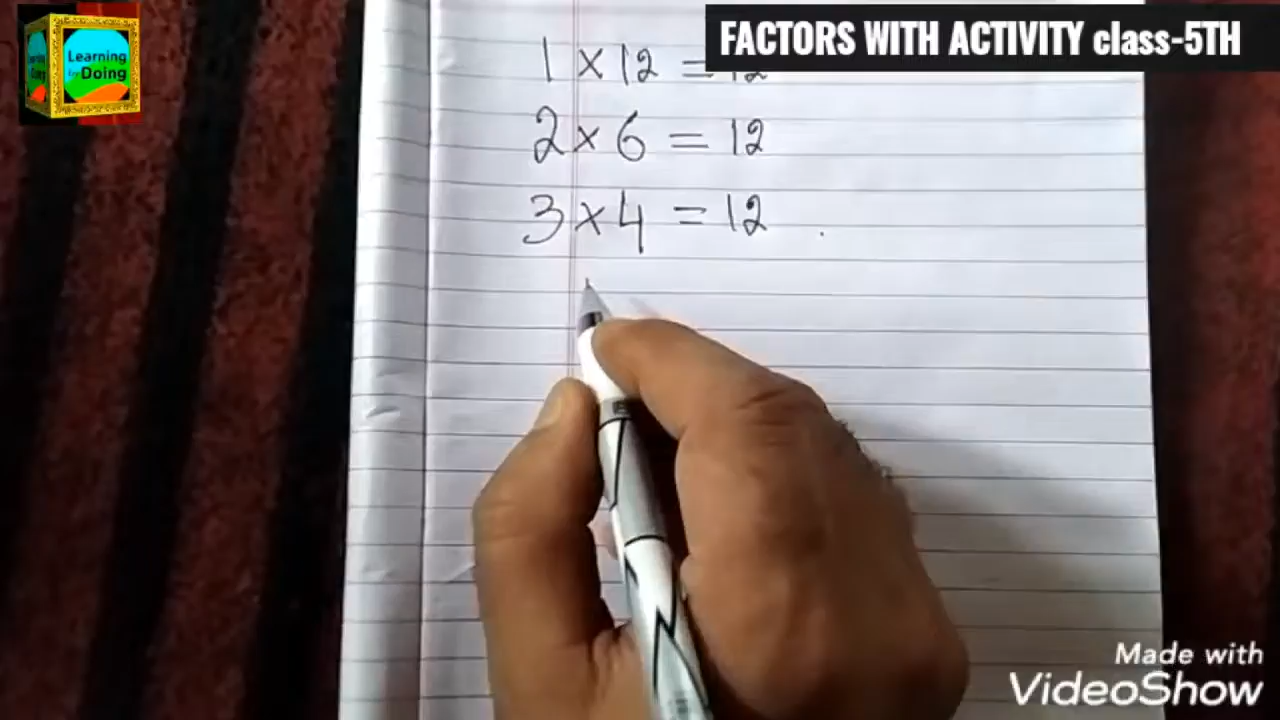 FACTORS WITH ACTIVITY class-5TH
Learning
by Doing
1 × 12 = 12
2 × 6 = 12
3 × 4 = 12
Made with
VideoShow